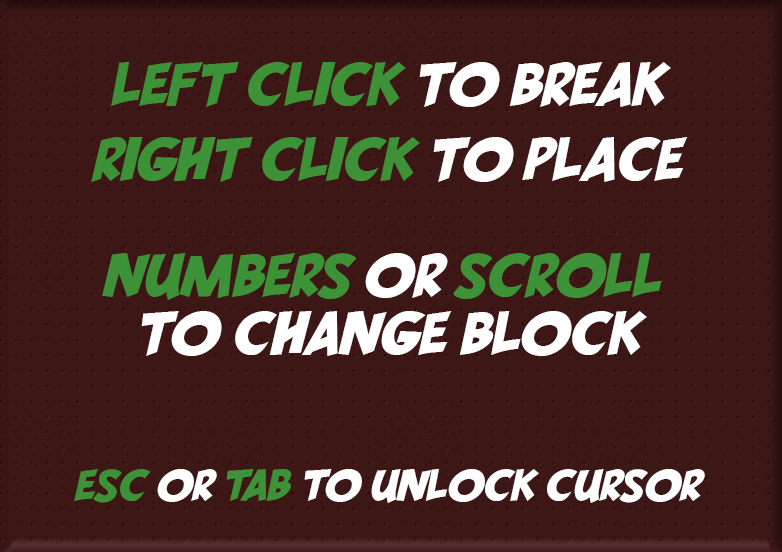 LEFT CLICK TO BREAK
RIGHT CLICK TO PLACE
NUMBERS OR SCROLL
TO CHANGE BLOCK
ESC OR TAB TO UNLOCK CURSOR